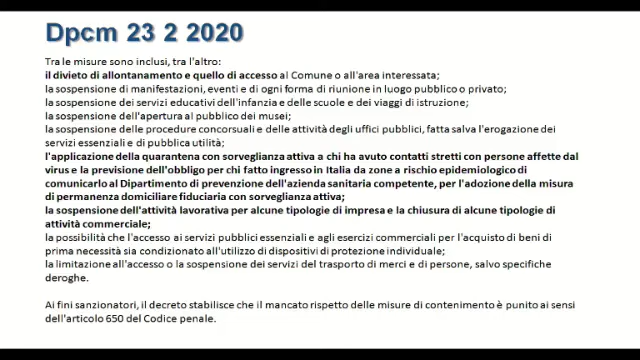 Dpcm 23 2 2020
Tra le misure sono inclusi, tra l'altro:
il divieto di allontanamento e quello di accesso al Comune o all'area interessata;
la sospensione di manifestazioni, eventi e di ogni forma di riunione in luogo pubblico o privato;
la sospensione dei servizi educativi dell'infanzia e delle scuole e dei viaggi di istruzione;
la sospensione dell'apertura al pubblico dei musei;
la sospensione delle procedure concorsuali e delle attività degli uffici pubblici, fatta salva l'erogazione dei
servizi essenziali e di pubblica utilità;
l'applicazione della quarantena con sorveglianza attiva a chi ha avuto contatti stretti con persone affette dal
virus e la previsione dell'obbligo per chi fatto ingresso in Italia da zone a rischio epidemiologico di
comunicarlo al Dipartimento di prevenzione dell'azienda sanitaria competente, per l'adozione della misura
di permanenza domiciliare fiduciaria con sorveglianza attiva;
la sospensione dell'attività lavorativa per alcune tipologie di impresa e la chiusura di alcune tipologie di
attività commerciale;
la possibilità che l'accesso ai servizi pubblici essenziali e agli esercizi commerciali per l'acquisto di beni di
prima necessità sia condizionato all'utilizzo di dispositivi di protezione individuale;
la limitazione all'accesso o la sospensione dei servizi del trasporto di merci e di persone, salvo specifiche
deroghe.
Ai fini sanzionatori, il decreto stabilisce che il mancato rispetto delle misure di contenimento è punito ai sensi
dell'articolo 650 del Codice penale.